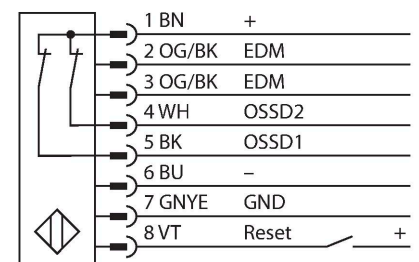 1 BN +
2 OG/BK EDM
3 OG/BK EDM
4 WH OSSD2
5 BK OSSD1
6 BU –
7 GNYE GND
8 VT Reset +